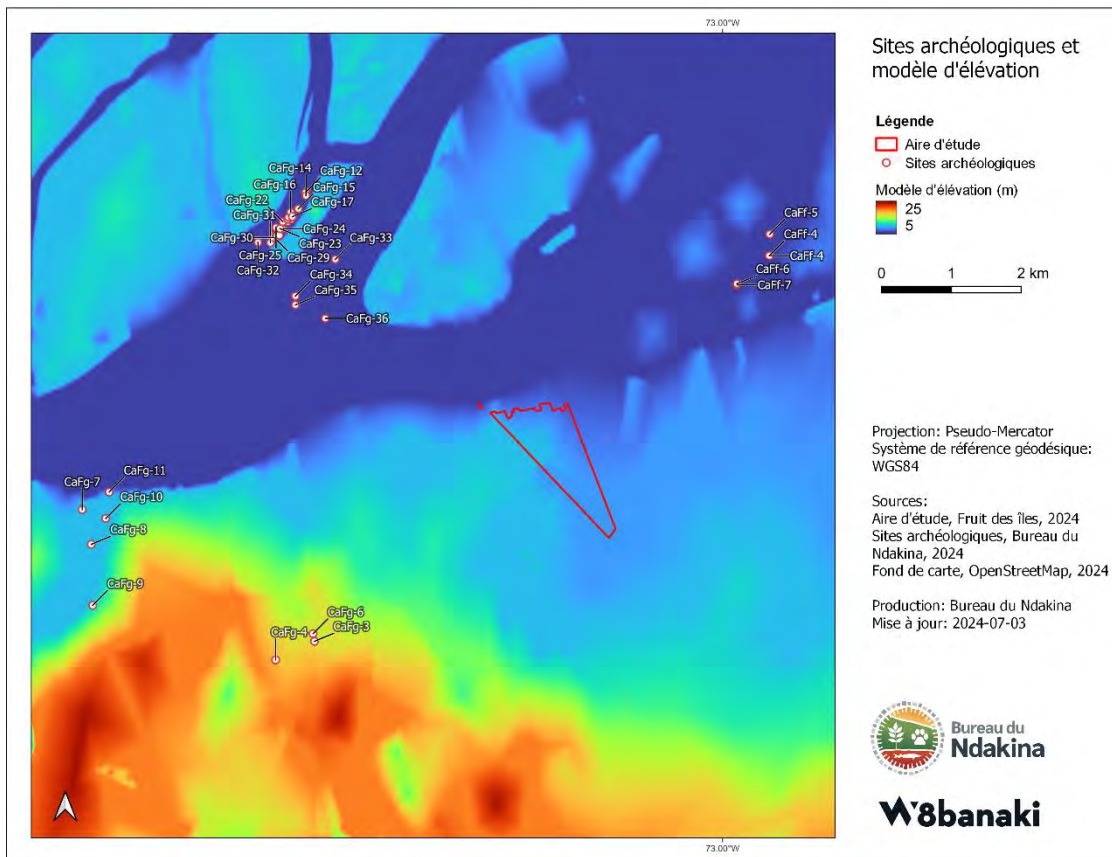 73.00°W
CaFg-14
CaFg-12
CaFg-16
CaFg-15
CaFg-22
CaFg-17
CaFg-31
CaFg-24
CaFg-30
CaFg-23
CaFg-33
CaFg-25
CaFg-29
CaFg-32
CaFg-34
CaFg-35
CaFg-36
CaFf-5
CaFf-4
CaFf-6
CaFf-7
CaFg-11
CaFg-7
CaFg-10
CaFg-8
CaFg-9
CaFg-6
CaFg-4
CaFg-3
73.00°W
Sites archéologiques et
modèle d'élévation
Légende
Aire d'étude
Sites archéologiques
Modèle d'élévation (m)
25
5
0 1 2 km
Projection: Pseudo-Mercator
Système de référence géodésique:
WGS84
Sources:
Aire d'étude, Fruit des îles, 2024
Sites archéologiques, Bureau du
Ndakina, 2024
Fond de carte, OpenStreetMap, 2024
Production: Bureau du Ndakina
Mise à jour: 2024-07-03
Bureau du
Ndakina
W8banaki